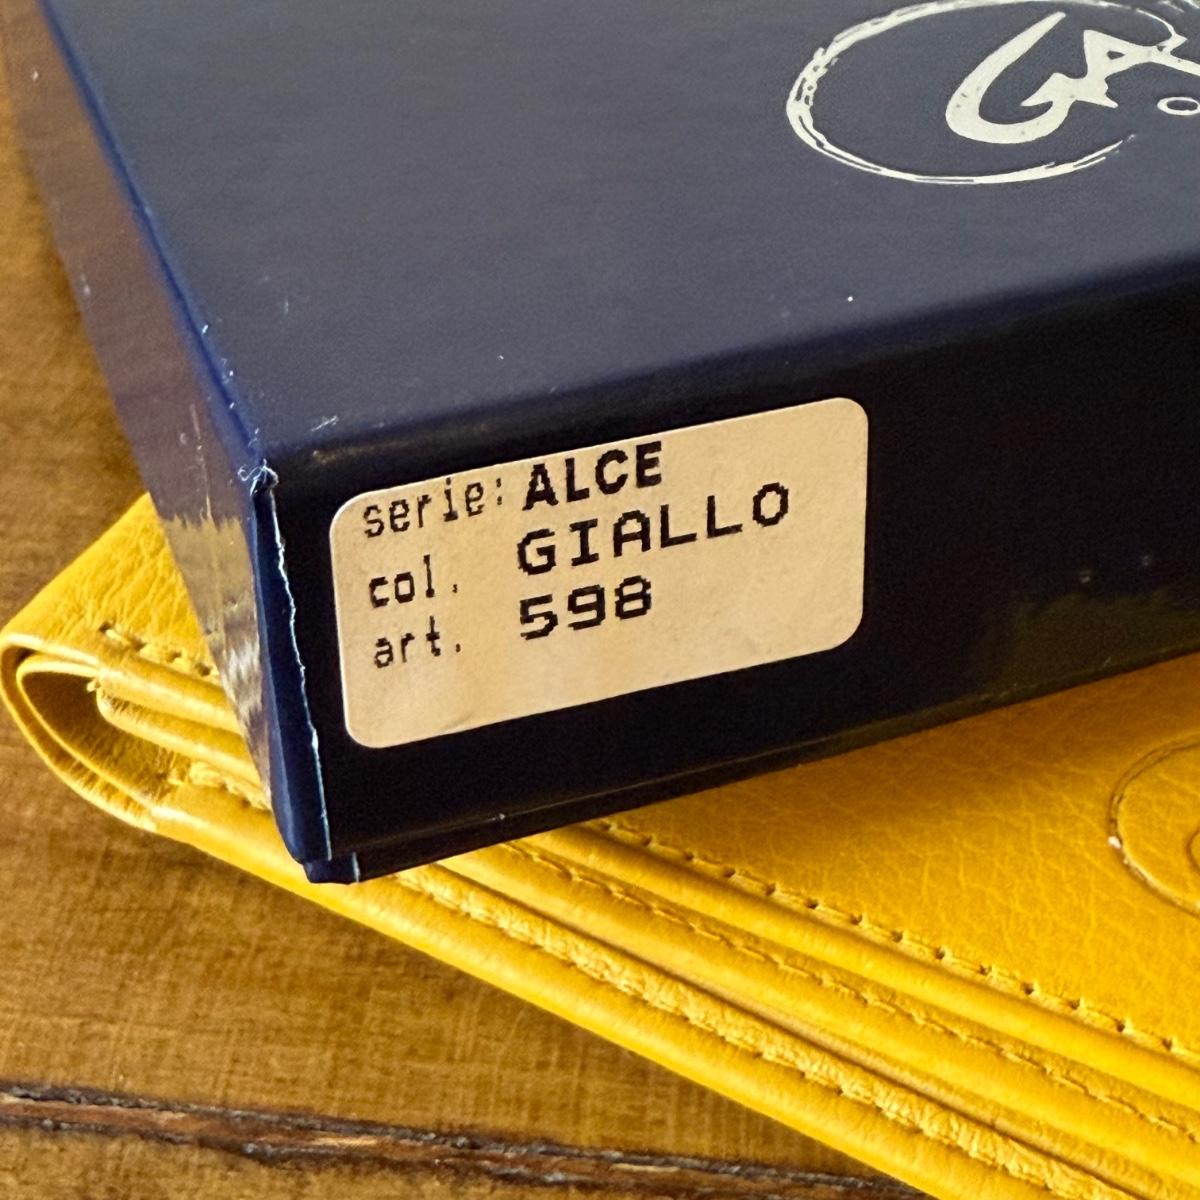 serie: ALCE
col. GIALLO
art. 598